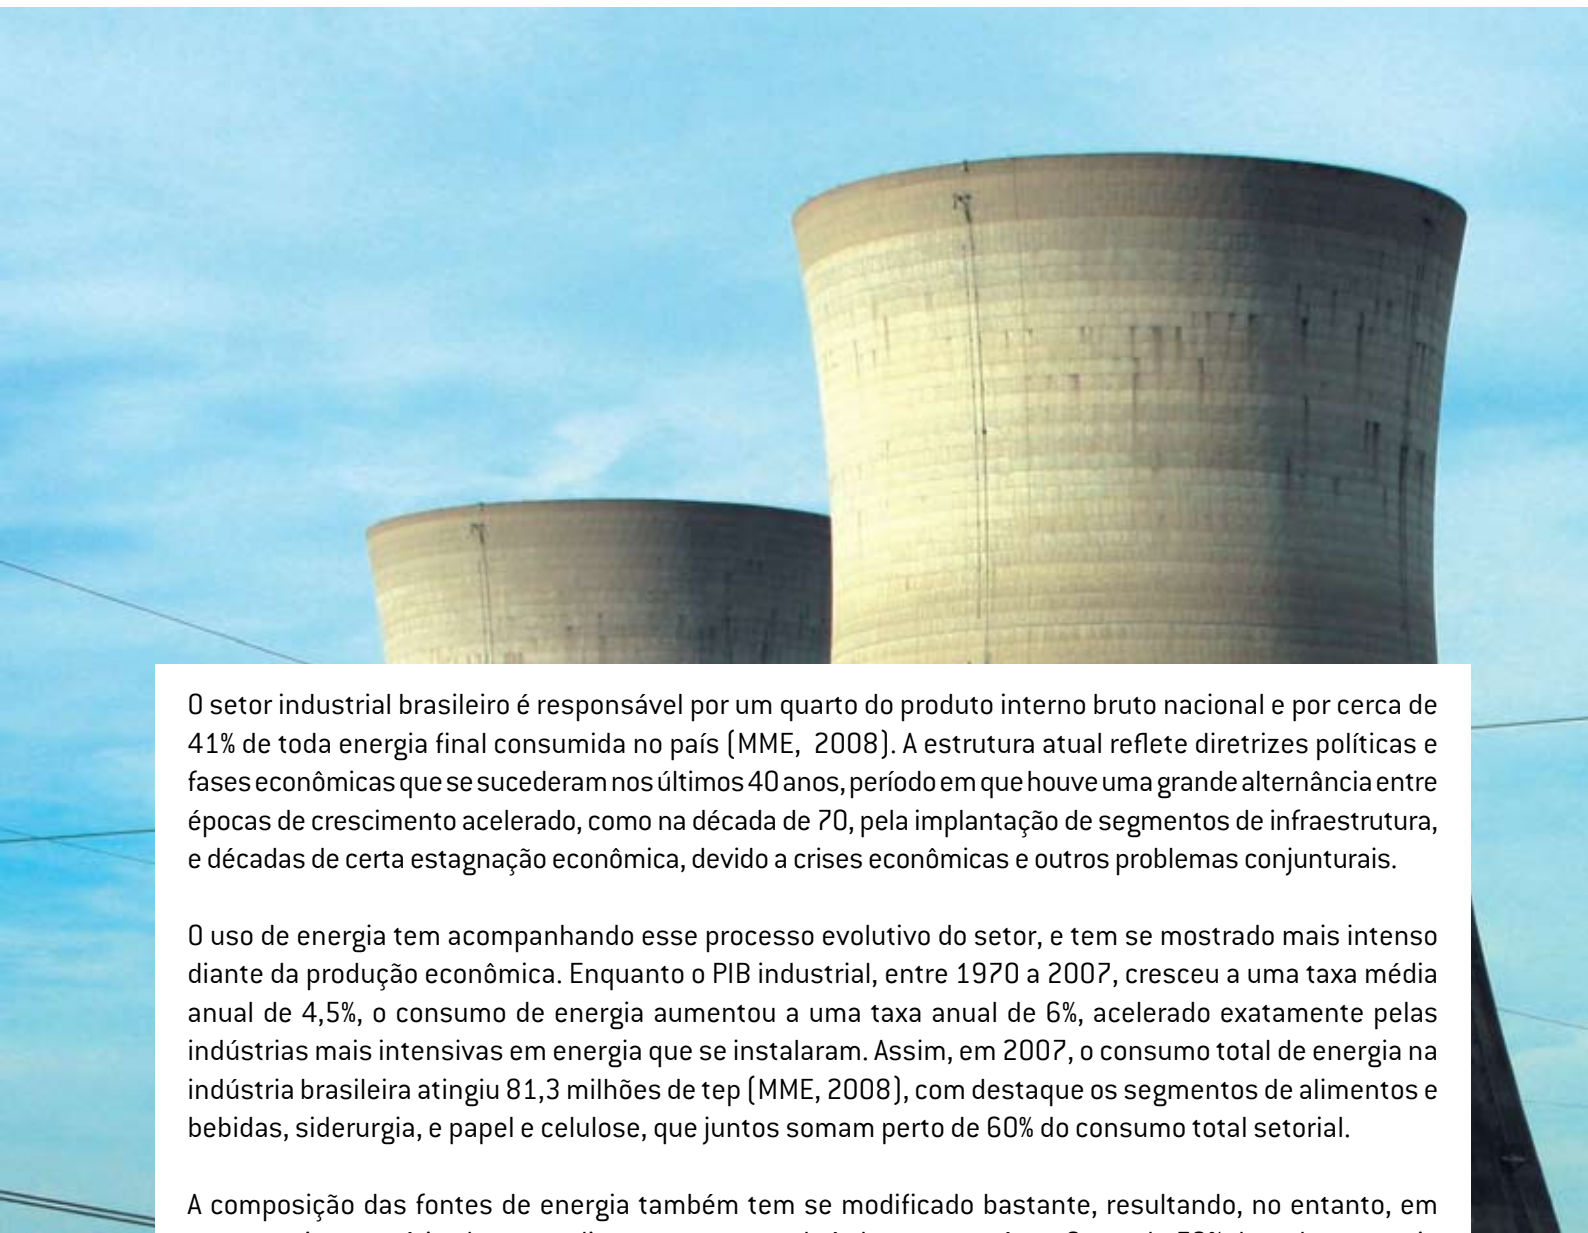 O setor industrial brasileiro é responsável por um quarto do produto interno bruto nacional e por cerca de
41% de toda energia final consumida no país (MME, 2008). A estrutura atual reflete diretrizes políticas e
fases econômicas que se sucederam nos últimos 40 anos, período em que houve uma grande alternância entre
épocas de crescimento acelerado, como na década de 70, pela implantação de segmentos de infraestrutura,
e décadas de certa estagnação econômica, devido a crises econômicas e outros problemas conjunturais.
O uso de energia tem acompanhando esse processo evolutivo do setor, e tem se mostrado mais intenso
diante da produção econômica. Enquanto o PIB industrial, entre 1970 a 2007, cresceu a uma taxa média
anual de 4,5%, o consumo de energia aumentou a uma taxa anual de 6%, acelerado exatamente pelas
indústrias mais intensivas em energia que se instalaram. Assim, em 2007, o consumo total de energia na
indústria brasileira atingiu 81,3 milhões de tep (MME, 2008), com destaque os segmentos de alimentos e
bebidas, siderurgia, e papel e celulose, que juntos somam perto de 60% do consumo total setorial.
A composição das fontes de energia também tem se modificado bastante, resultando, no entanto, em